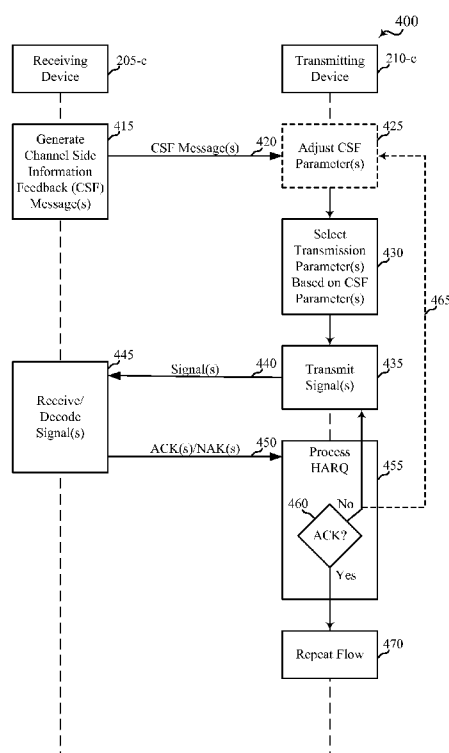 400
Receiving
Device
205-c
Transmitting
Device
210-c
Generate
Channel Side
Information
Feedback (CSF)
Message(s)
415
CSF Message(s)
420
Adjust CSF
Parameter(s)
425
Select
Transmission
Parameter(s)
Based on CSF
Parameter(s)
430
465
Receive/
Decode
Signal(s)
445
Signal(s)
440
Transmit
Signal(s)
435
ACK(s)/NAK(s)
450
Process
HARQ
455
460
No
ACK?
Yes
Repeat Flow
470